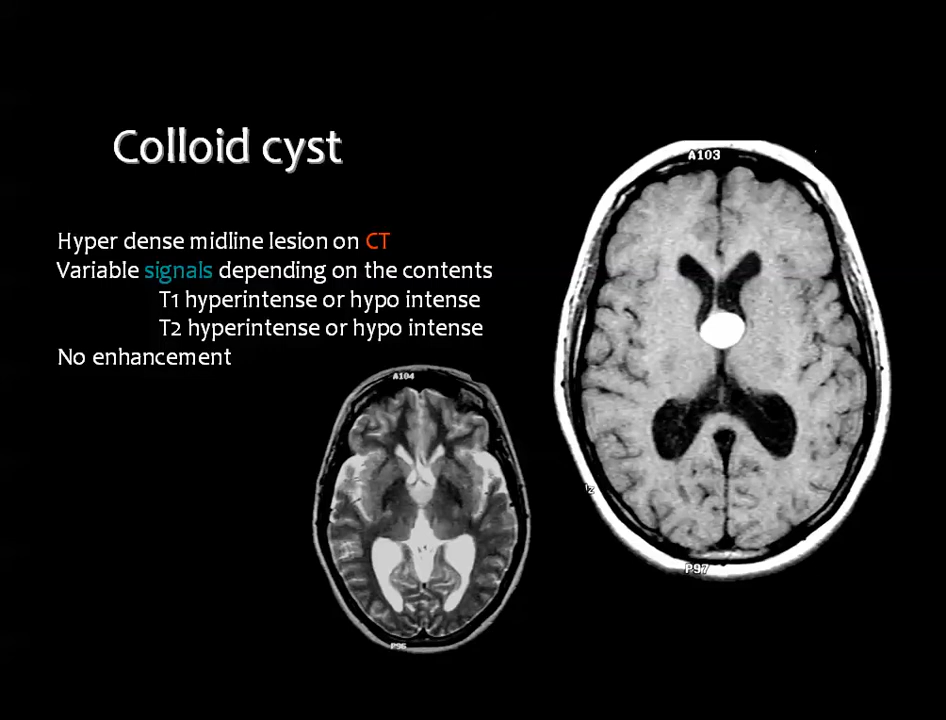 Colloid cyst
Hyper dense midline lesion on CT
Variable signals depending on the contents
T1 hyperintense or hypo intense
T2 hyperintense or hypo intense
No enhancement
A103
P97
A104
P96